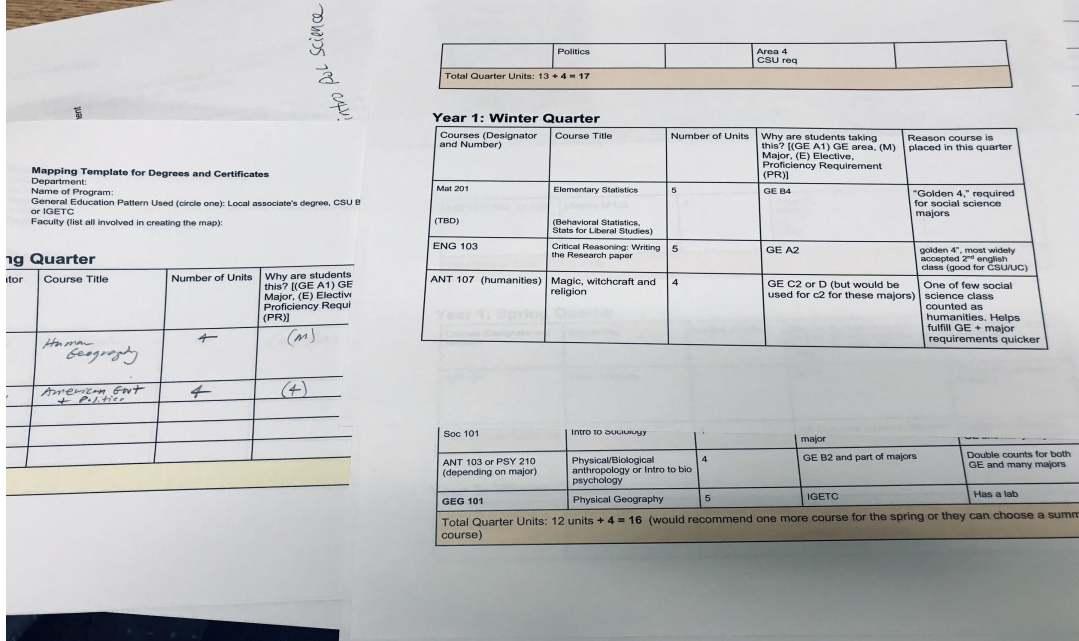 intro pol science
ent
Mapping Template for Degrees and Certificates
Department:
Name of Program:
General Education Pattern Used (circle one): Local associate's degree, CSU B
or IGETC
Faculty (list all involved in creating the map):
ng Quarter
tor
Course Title
Number of Units
Why are students
this? [(GE A1) GE
Major, (E) Elective
Proficiency Requi
(PR)]
Human
Geography
4
(M)
American Govt
+ Politics
4
(4)
Politics
Area 4
CSU req
Total Quarter Units: 13 + 4 = 17
Year 1: Winter Quarter
Courses (Designator
and Number)
Course Title
Number of Units
Why are students taking
this? [(GE A1) GE area, (M)
Major, (E) Elective,
Proficiency Requirement
(PR)]
Reason course is
placed in this quarter
Mat 201
(TBD)
Elementary Statistics
(Behavioral Statistics,
Stats for Liberal Studies)
5
GE B4
"Golden 4," required
for social science
majors
ENG 103
Critical Reasoning: Writing
the Research paper
5
GE A2
golden 4", most widely
accepted 2nd english
class (good for CSU/UC)
ANT 107 (humanities)
Magic, witchcraft and
religion
4
GE C2 or D (but would be
used for c2 for these majors)
One of few social
science class
counted as
humanities. Helps
fulfill GE + major
requirements quicker
Year 1: Spring Quarter
Soc 101
Intro to Sociology
major
ANT 103 or PSY 210
(depending on major)
Physical/Biological
anthropology or Intro to bio
psychology
4
GE B2 and part of majors
Double counts for both
GE and many majors
GEG 101
Physical Geography
5
IGETC
Has a lab
Total Quarter Units: 12 units + 4 = 16 (would recommend one more course for the spring or they can choose a summ
course)